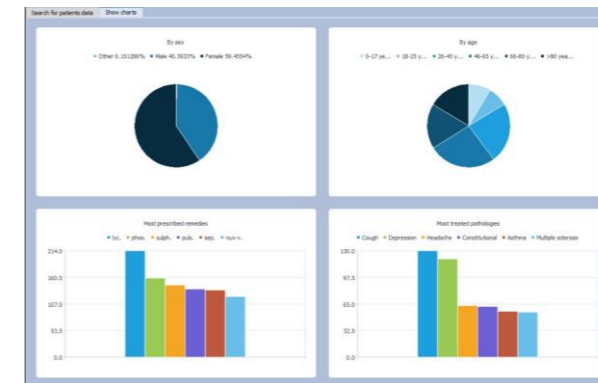 Search for patients data Show charts
By sex
Other 0.151286% Male 40.3933% Female 59.4554%
By age
0-17 ye... 18-25 y... 26-45 y... 46-65 y... 66-80 y... >80 yea...
Most prescribed remedies
lyc. phos. sulph. puls. sep. nux-v.
214.0
160.5
107.0
53.5
0.0
Most treated pathologies
Cough Depression Headache Constitutional Asthma Multiple sclerosis
130.0
97.5
65.0
32.5
0.0